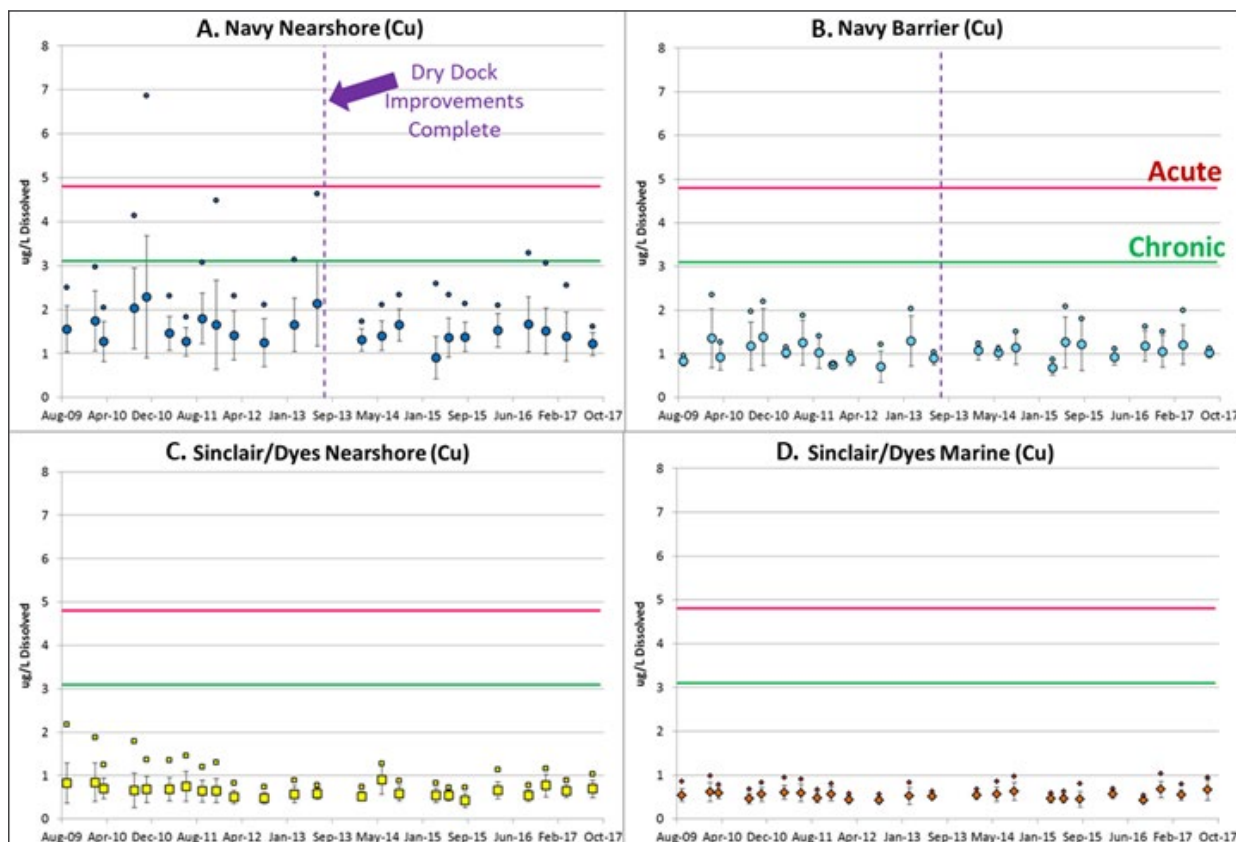 A. Navy Nearshore (Cu)
8
7
6
5
4
3
2
1
0
ug/L Dissolved
Dry Dock
Improvements
Complete
Aug-09 Apr-10 Dec-10 Aug-11 Apr-12 Jan-13 Sep-13 May-14 Jan-15 Sep-15 Jun-16 Feb-17 Oct-17
B. Navy Barrier (Cu)
8
7
6
5
4
3
2
1
0
Acute
Chronic
Aug-09 Apr-10 Dec-10 Aug-11 Apr-12 Jan-13 Sep-13 May-14 Jan-15 Sep-15 Jun-16 Feb-17 Oct-17
C. Sinclair/Dyes Nearshore (Cu)
8
7
6
5
4
3
2
1
0
ug/L Dissolved
Aug-09 Apr-10 Dec-10 Aug-11 Apr-12 Jan-13 Sep-13 May-14 Jan-15 Sep-15 Jun-16 Feb-17 Oct-17
D. Sinclair/Dyes Marine (Cu)
8
7
6
5
4
3
2
1
0
ug/L Dissolved
Aug-09 Apr-10 Dec-10 Aug-11 Apr-12 Jan-13 Sep-13 May-14 Jan-15 Sep-15 Jun-16 Feb-17 Oct-17